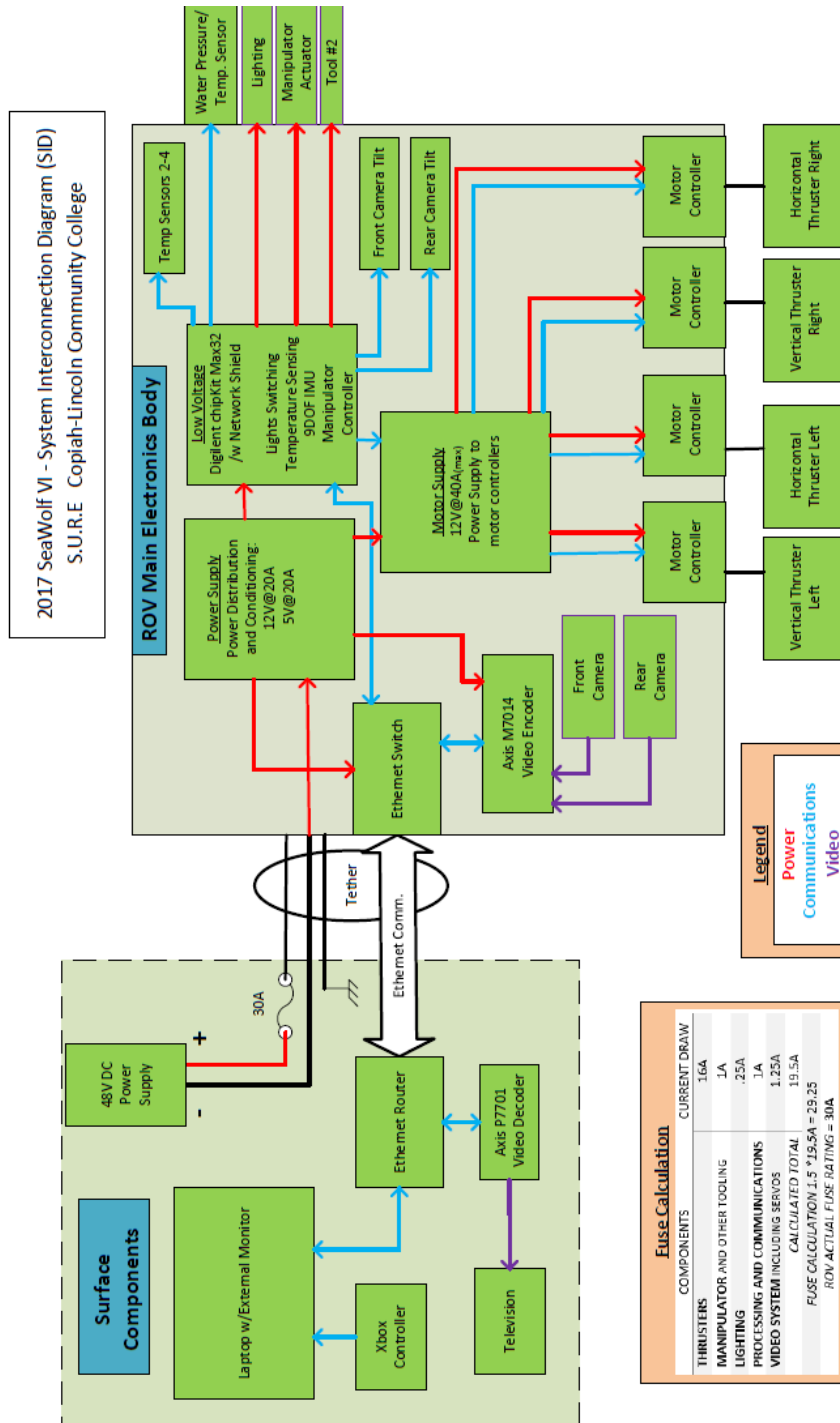 2017 SeaWolf VI - System Interconnection Diagram (SID)
S.U.R.E   Copiah-Lincoln Community College
Surface
Components
48V DC
Power
Supply
+
-
30A
Laptop w/External Monitor
Xbox
Controller
Ethernet Router
Axis P7701
Video Decoder
Television
Tether
Ethernet Comm.
ROV Main Electronics Body
Power Supply
Power Distribution
and Conditioning:
12V@20A
5V@20A
Low Voltage
Digilent chipKit Max32
/w Network Shield
Lights Switching
Temperature Sensing
9DOF IMU
Manipulator
Controller
Temp Sensors 2-4
Water Pressure/
Temp. Sensor
Lighting
Manipulator
Actuator
Tool #2
Front Camera Tilt
Rear Camera Tilt
Ethernet Switch
Motor Supply
12V@40A(max)
Power Supply to
motor controllers
Axis M7014
Video Encoder
Front
Camera
Rear
Camera
Motor
Controller
Motor
Controller
Motor
Controller
Motor
Controller
Vertical Thruster
Left
Horizontal
Thruster Left
Vertical Thruster
Right
Horizontal
Thruster Right
Fuse Calculation
COMPONENTS CURRENT DRAW
THRUSTERS 16A
MANIPULATOR AND OTHER TOOLING 1A
LIGHTING .25A
PROCESSING AND COMMUNICATIONS 1A
VIDEO SYSTEM INCLUDING SERVOS 1.25A
CALCULATED TOTAL 19.5A
FUSE CALCULATION 1.5 *19.5A = 29.25
ROV ACTUAL FUSE RATING = 30A
Legend
Power
Communications
Video